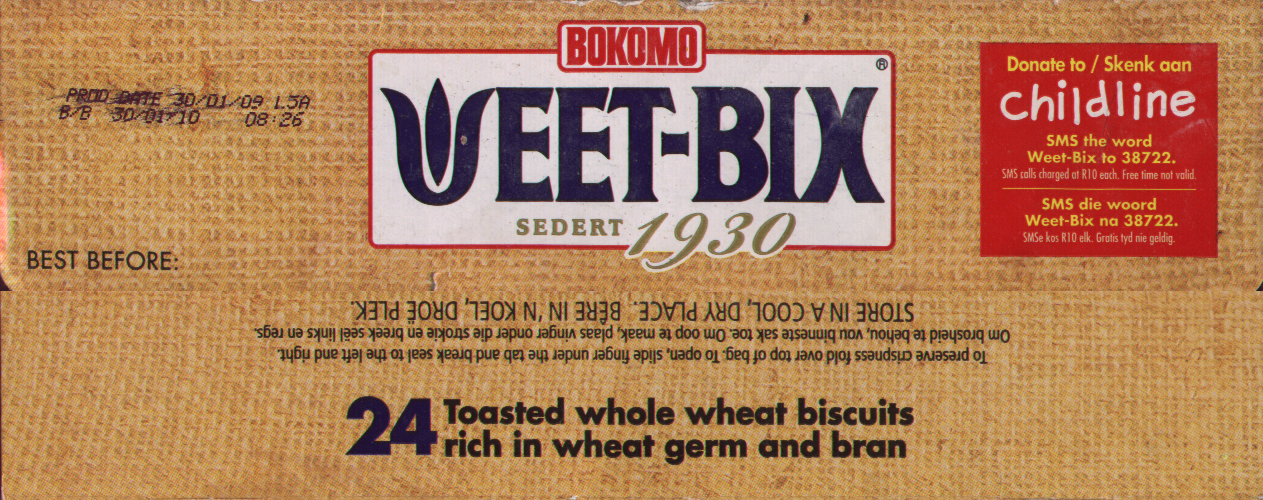 BOKOMO
WEET-BIX®
SEDERT 1930
PROD DATE 30/01/09 L5A
B/B 30/01/10 08:26
BEST BEFORE:
Donate to / Skenk aan
childline
SMS the word
Weet-Bix to 38722.
SMS calls charged at R10 each. Free time not valid.
SMS die woord
Weet-Bix na 38722.
SMSe kos R10 elk. Gratis tyd nie geldig.
To preserve crispness fold over top of bag. To open, slide finger under the tab and break seal to the left and right.
Om brosheid te behou, vou binneste sak toe. Om oop te maak, plaas vinger onder die strokie en breek seël links en regs.
STORE IN A COOL, DRY PLACE. BÊRE IN 'N KOEL, DROË PLEK.
24 Toasted whole wheat biscuits
rich in wheat germ and bran